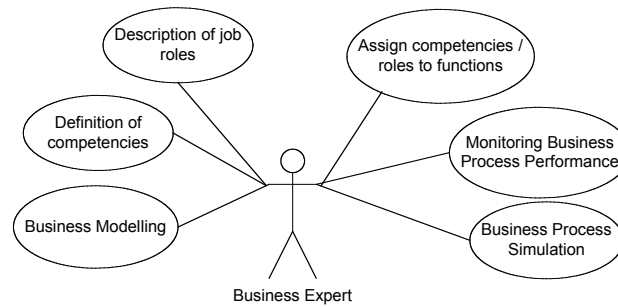 Description of job
roles
Assign competencies /
roles to functions
Definition of
competencies
Monitoring Business
Process Performance
Business Modelling
Business Process
Simulation
Business Expert